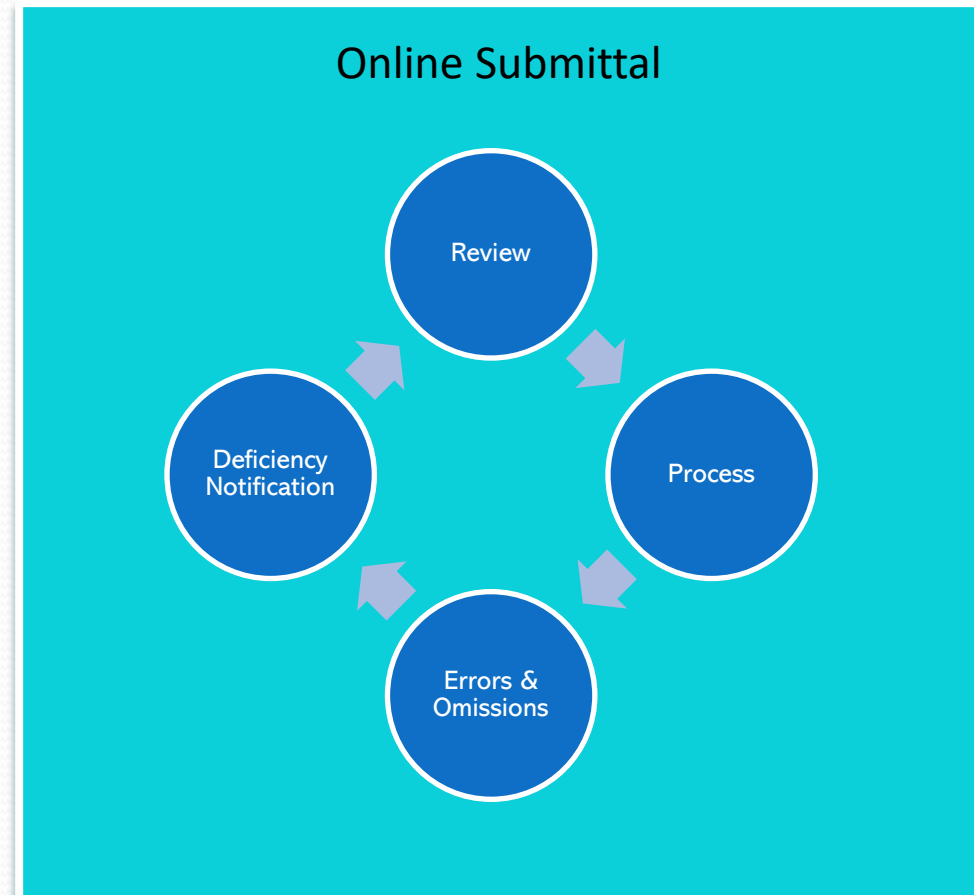 Online Submittal
Review
Process
Errors &
Omissions
Deficiency
Notification